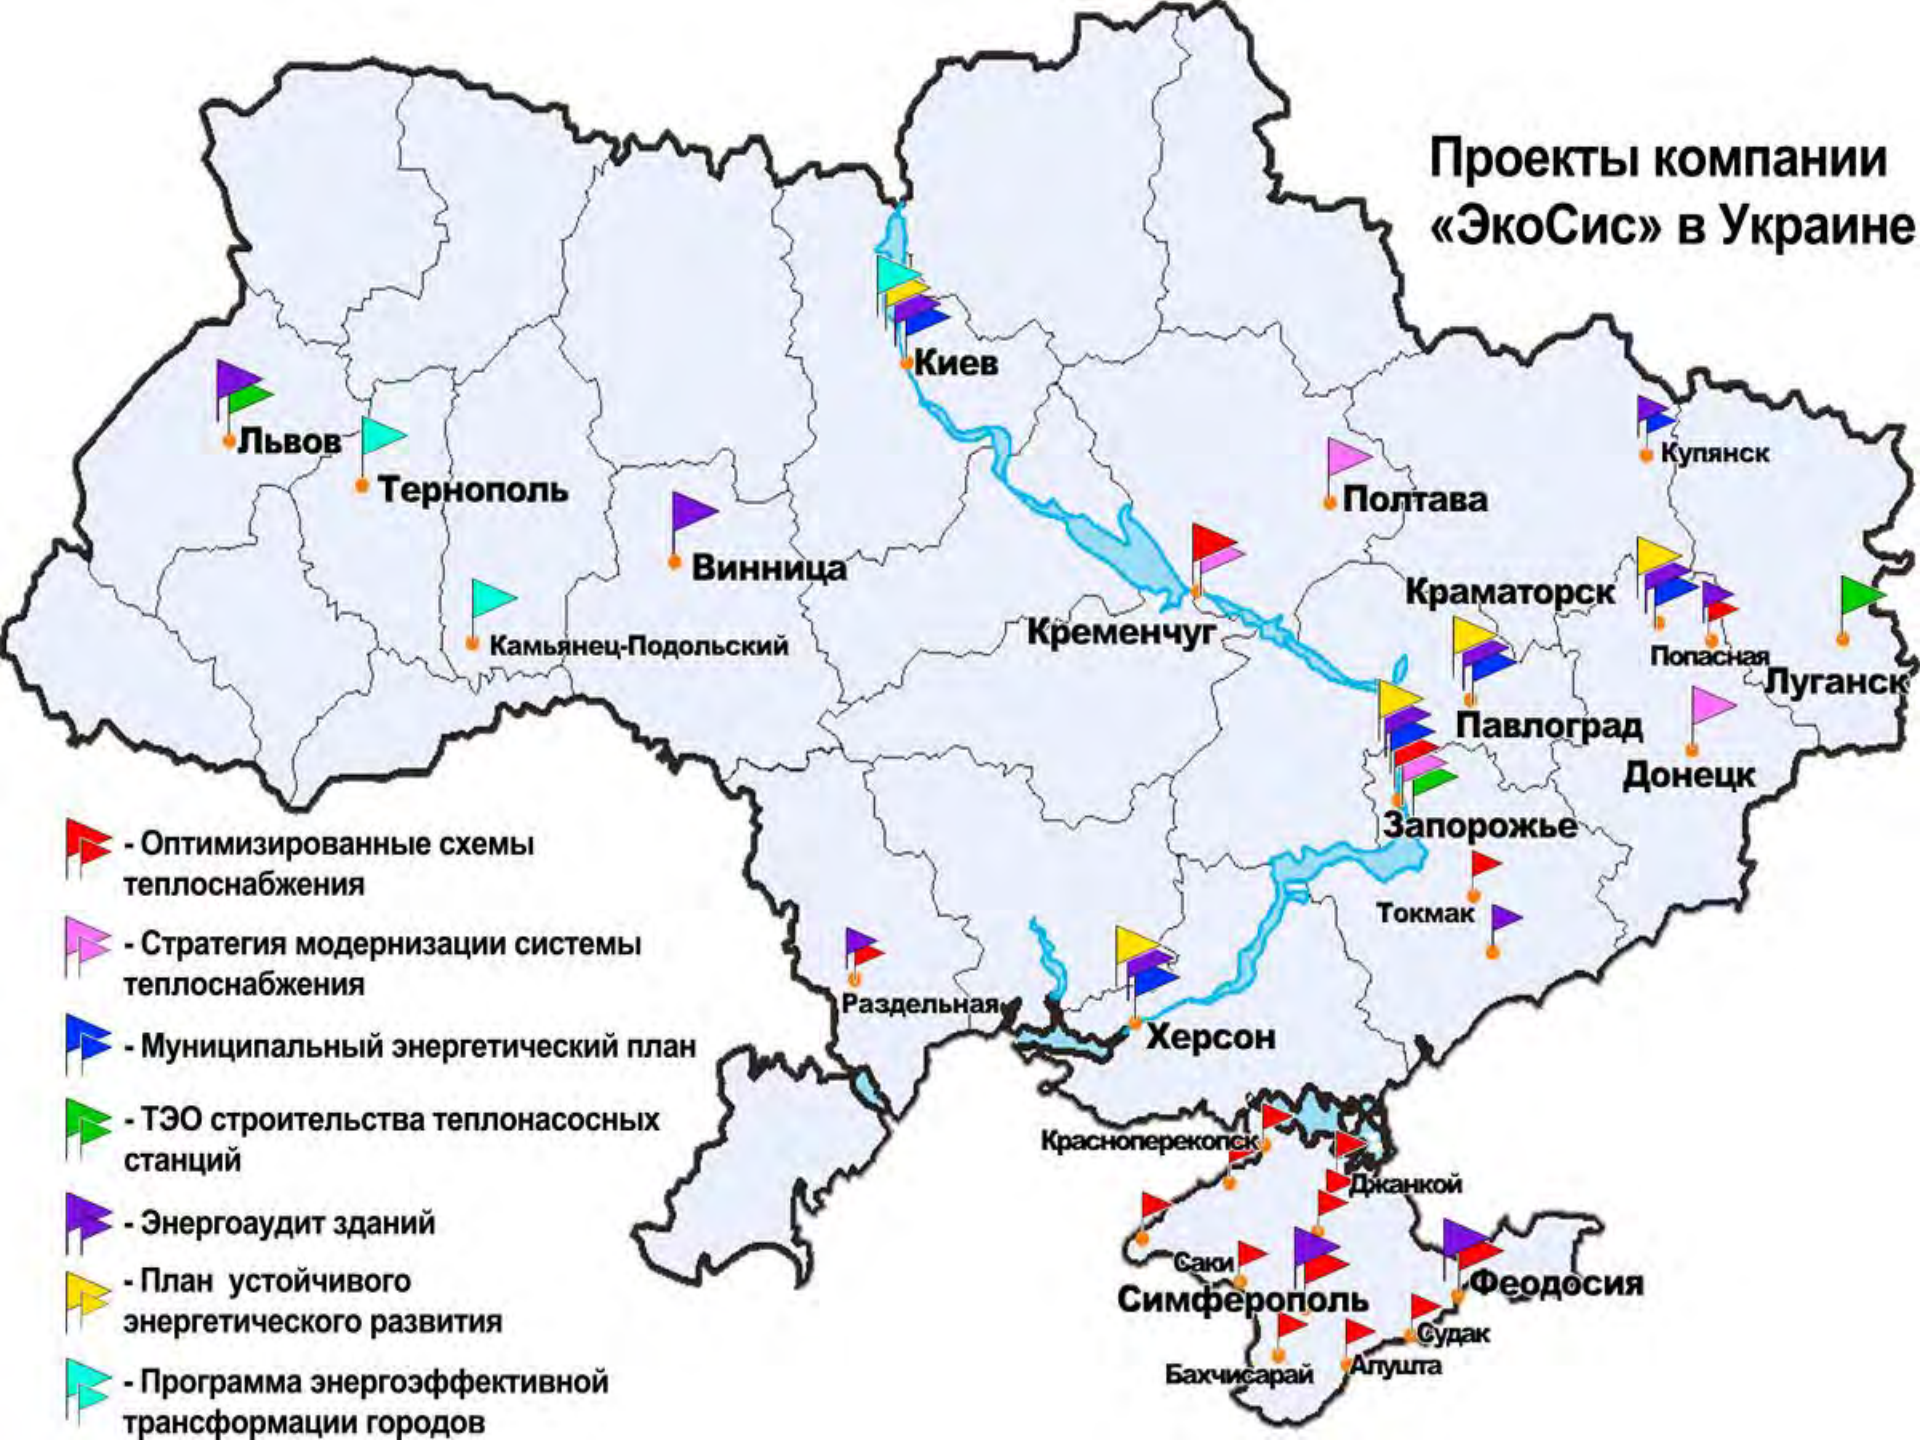 Проекты компании
«ЭкоСис» в Украине
Киев
Львов
Тернополь
Купянск
Полтава
Винница
Краматорск
Кременчуг
Камьянец-Подольский
Попасная
Луганск
Павлоград
Донецк
Запорожье
Токмак
Раздельная
Херсон
Красноперекопск
Джанкой
Саки
Симферополь
Феодосия
Судак
Алушта
Бахчисарай
- Оптимизированные схемы
теплоснабжения
- Стратегия модернизации системы
теплоснабжения
- Муниципальный энергетический план
- ТЭО строительства теплонасосных
станций
- Энергоаудит зданий
- План устойчивого
энергетического развития
- Программа энергоэффективной
трансформации городов